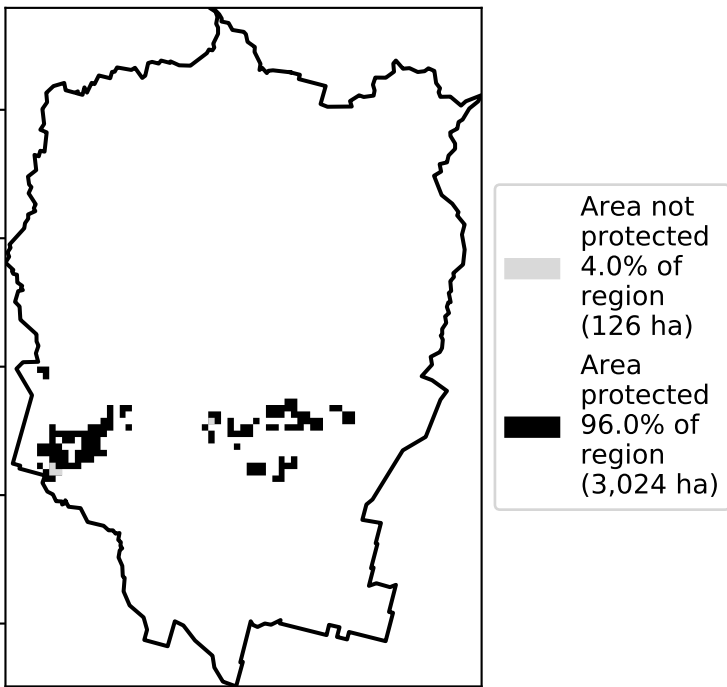 Area not
protected
4.0% of
region
(126 ha)
Area
protected
96.0% of
region
(3,024 ha)